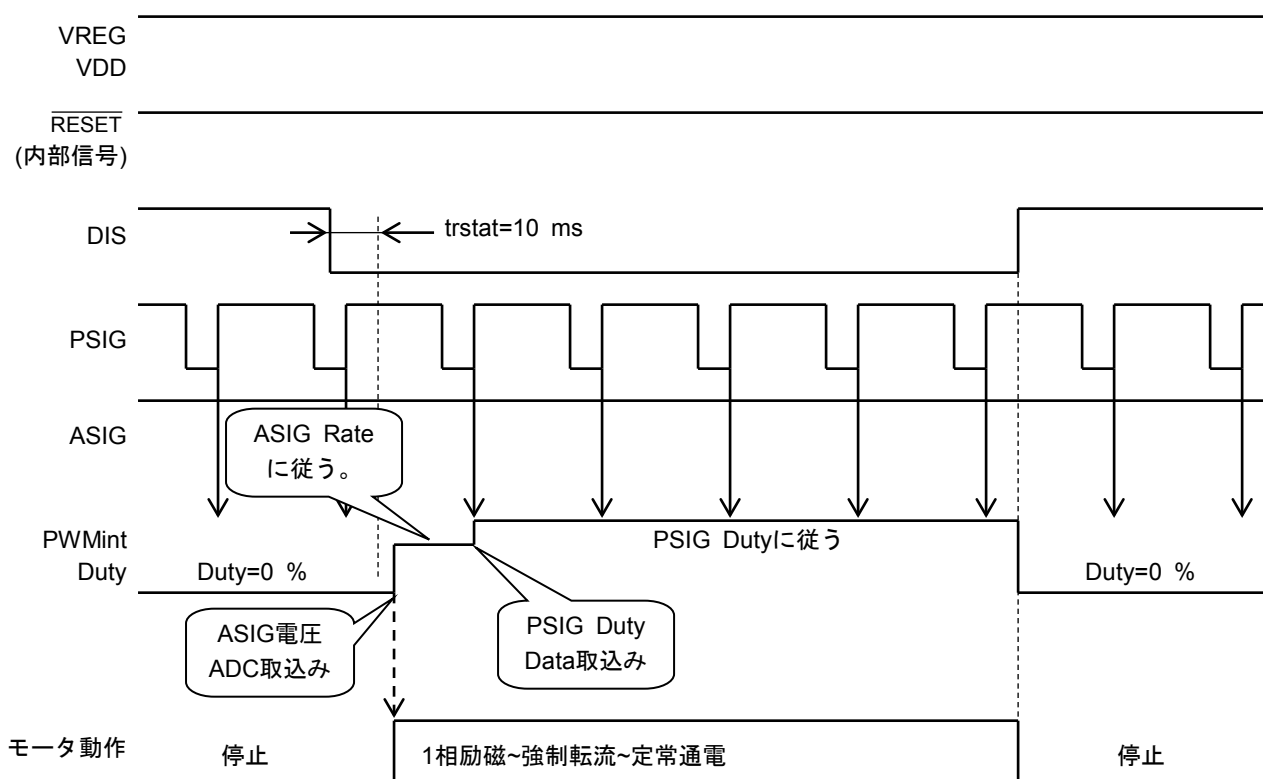 VREG
VDD
RESET
(内部信号)
DIS
trstat=10 ms
PSIG
ASIG
ASIG Rate
に従う。
PWMint
Duty
Duty=0 %
PSIG Dutyに従う
Duty=0 %
ASIG電圧
ADC取込み
PSIG Duty
Data取込み
モータ動作
停止
1相励磁~強制転流~定常通電
停止